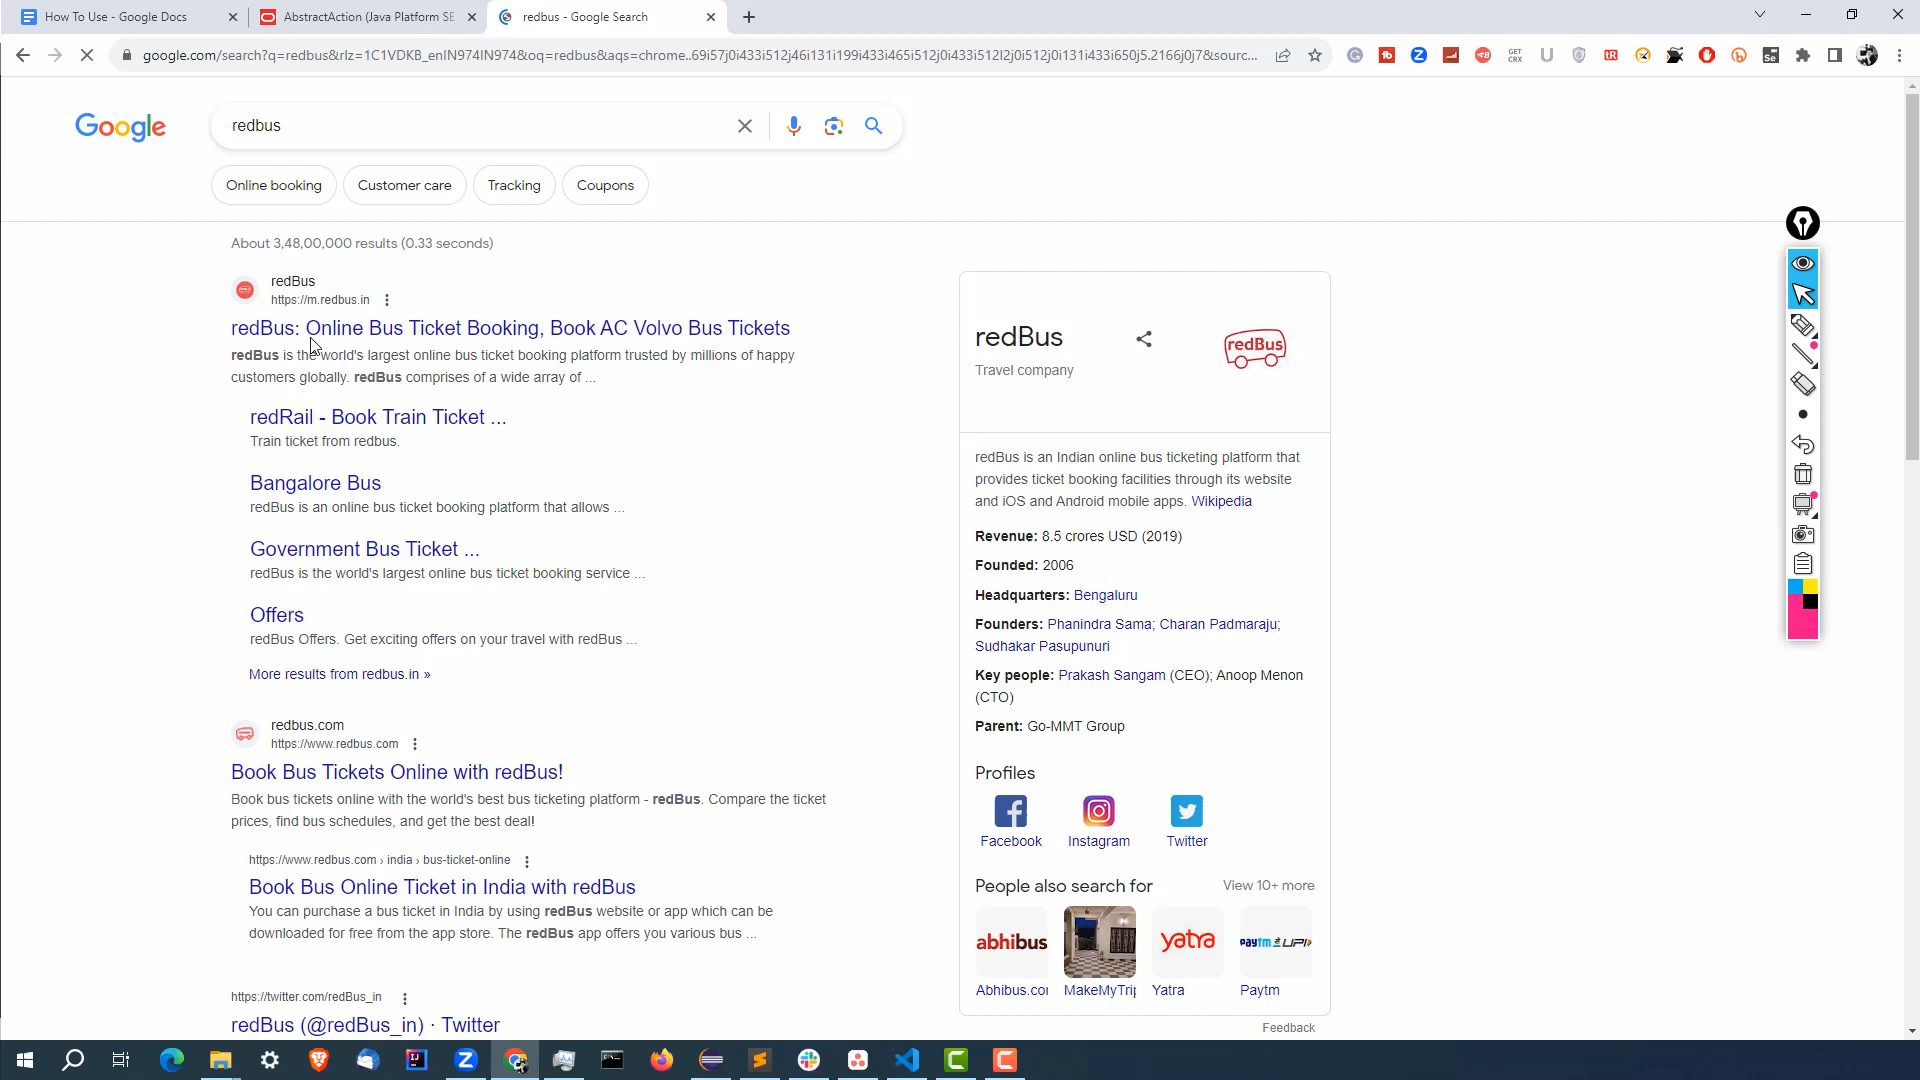 How To Use - Google Docs
AbstractAction (Java Platform SE
redbus - Google Search
google.com/search?q=redbus&rlz=1C1VDKB_enIN974IN974&oq=redbus&aqs=chrome..69i57j0i433i512j46i131i199i433i465i512j0i433i512l2j0i512j0i131i433i650j5.2166j0j7&sourc...
GET CRX
Google
redbus
Online booking
Customer care
Tracking
Coupons
About 3,48,00,000 results (0.33 seconds)
redBus
https://m.redbus.in
redBus: Online Bus Ticket Booking, Book AC Volvo Bus Tickets
redBus is the world's largest online bus ticket booking platform trusted by millions of happy
customers globally. redBus comprises of a wide array of ...
redRail - Book Train Ticket ...
Train ticket from redbus.
Bangalore Bus
redBus is an online bus ticket booking platform that allows ...
Government Bus Ticket ...
redBus is the world's largest online bus ticket booking service ...
Offers
redBus Offers. Get exciting offers on your travel with redBus ...
More results from redbus.in »
redbus.com
https://www.redbus.com
Book Bus Tickets Online with redBus!
Book bus tickets online with the world's best bus ticketing platform - redBus. Compare the ticket
prices, find bus schedules, and get the best deal!
https://www.redbus.com › india › bus-ticket-online
Book Bus Online Ticket in India with redBus
You can purchase a bus ticket in India by using redBus website or app which can be
downloaded for free from the app store. The redBus app offers you various bus ...
https://twitter.com/redBus_in
redBus (@redBus_in) · Twitter
redBus
Travel company
redBus
redBus is an Indian online bus ticketing platform that
provides ticket booking facilities through its website
and iOS and Android mobile apps. Wikipedia
Revenue: 8.5 crores USD (2019)
Founded: 2006
Headquarters: Bengaluru
Founders: Phanindra Sama; Charan Padmaraju;
Sudhakar Pasupunuri
Key people: Prakash Sangam (CEO); Anoop Menon
(CTO)
Parent: Go-MMT Group
Profiles
Facebook
Instagram
Twitter
People also search for
View 10+ more
abhibus
yatra
paytm UPI
Abhibus.co
MakeMyTrip
Yatra
Paytm
Feedback